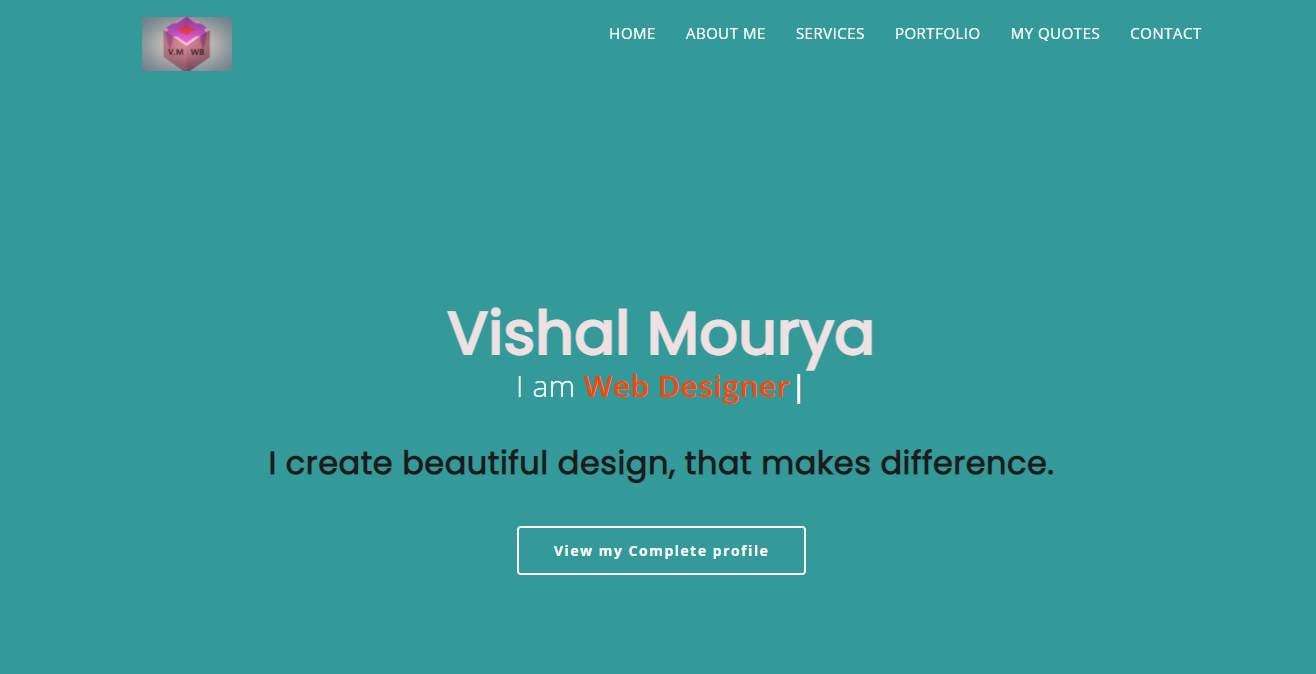 V.M WB
HOME ABOUT ME SERVICES PORTFOLIO MY QUOTES CONTACT
Vishal Mourya
I am Web Designer|
I create beautiful design, that makes difference.
View my Complete profile